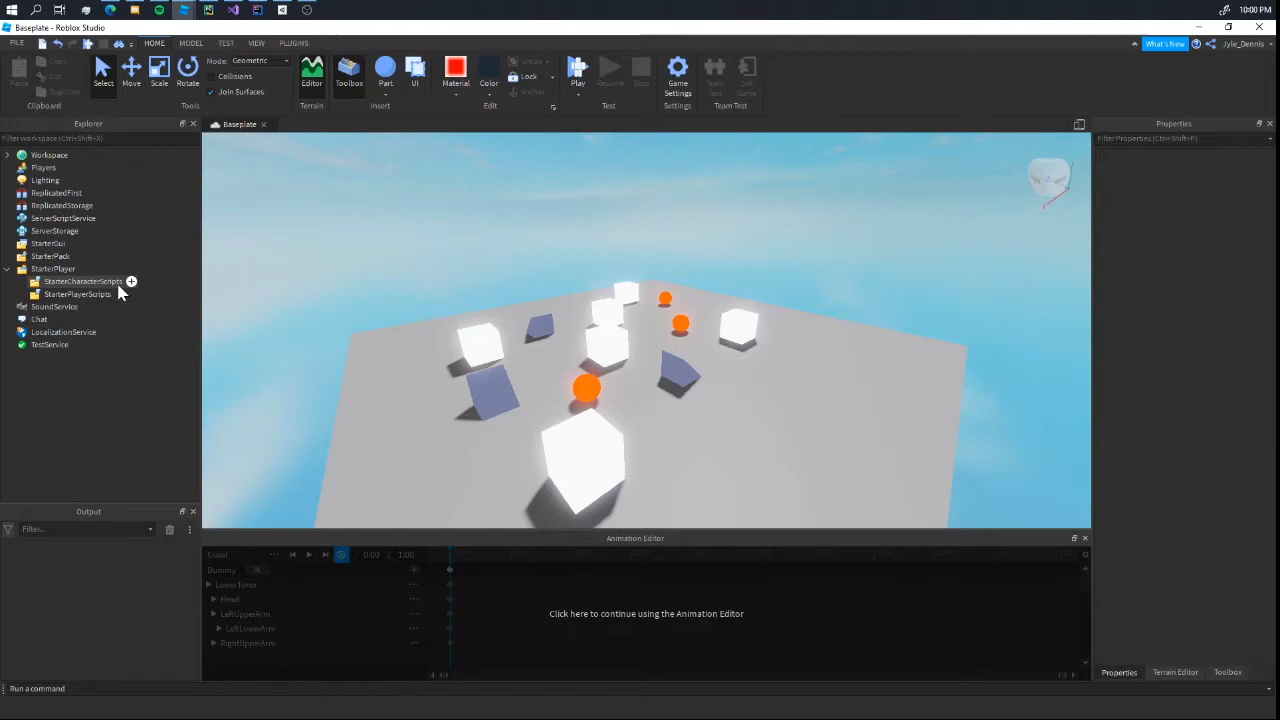 10:00 PM
Baseplate - Roblox Studio
FILE HOME MODEL TEST VIEW PLUGINS What's New Jyle_Dennis
Paste Copy Cut Duplicate Select Move Scale Rotate Mode: Geometric Collisions Join Surfaces Editor Toolbox Part UI Material Color Group Lock Anchor Play Resume Stop Game Settings Team Test Exit Game
Clipboard Tools Terrain Insert Edit Test Settings Team Test
Explorer Baseplate Properties
Filter workspace (Ctrl+Shift+X) Filter Properties (Ctrl+Shift+P)
Workspace
Players
Lighting
ReplicatedFirst
ReplicatedStorage
ServerScriptService
ServerStorage
StarterGui
StarterPack
StarterPlayer
StarterCharacterScripts
StarterPlayerScripts
SoundService
Chat
LocalizationService
TestService
Output
Filter...
Animation Editor
Crawl 0:00 / 1:00
Dummy
LowerTorso
Head
LeftUpperArm
LeftLowerArm
RightUpperArm
Click here to continue using the Animation Editor
Properties Terrain Editor Toolbox
Run a command